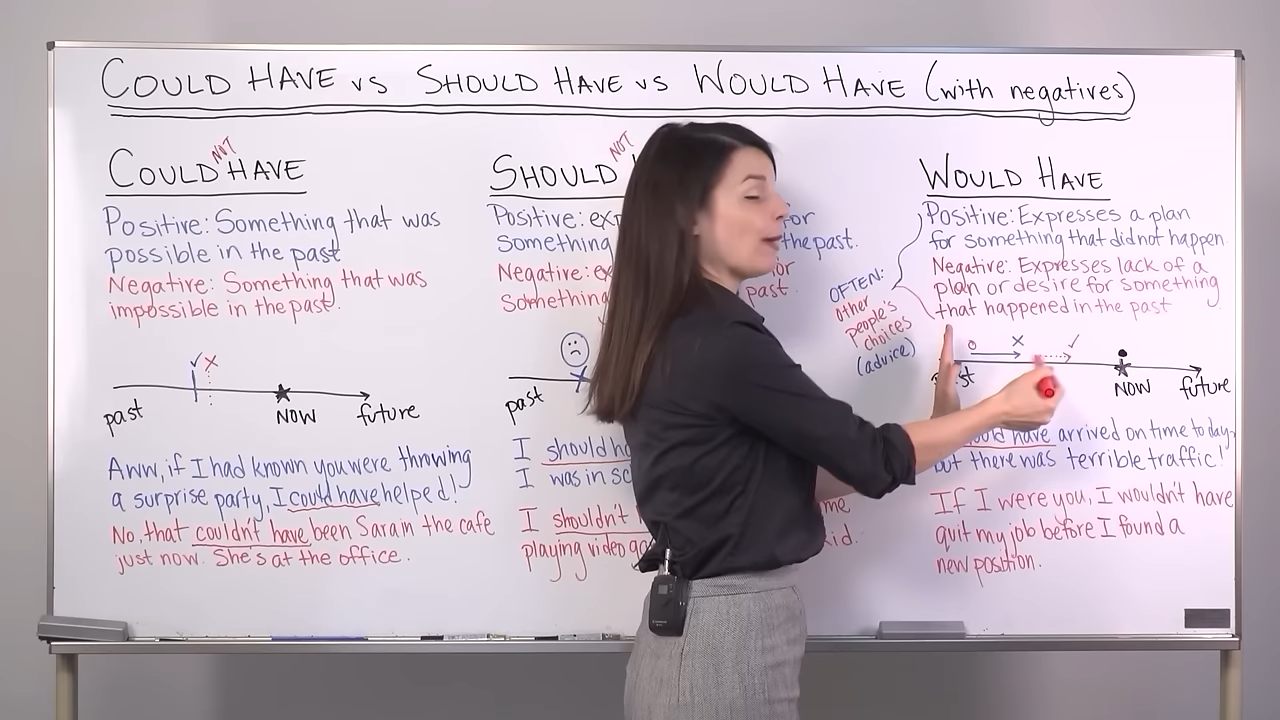 COULD HAVE vs SHOULD HAVE vs WOULD HAVE (with negatives)
COULD NOT HAVE
Positive: Something that was
possible in the past
Negative: Something that was
impossible in the past.
past
NOW
future
Aww, if I had known you were throwing
a surprise party, I could have helped!
No, that couldn't have been Sara in the cafe
just now. She's at the office.
SHOULD NOT
Positive: for
Something the past.
Negative:
Something past.
past
I should
I was in
I shouldn't me
playing video kid.
WOULD HAVE
Positive: Expresses a plan
for something that did not happen.
Negative: Expresses lack of a
plan or desire for something
that happened in the past
OFTEN:
other
people's
choices
(advice)
NOW
future
have arrived on time today,
but there was terrible traffic!
If I were you, I wouldn't have
quit my job before I found a
new position.